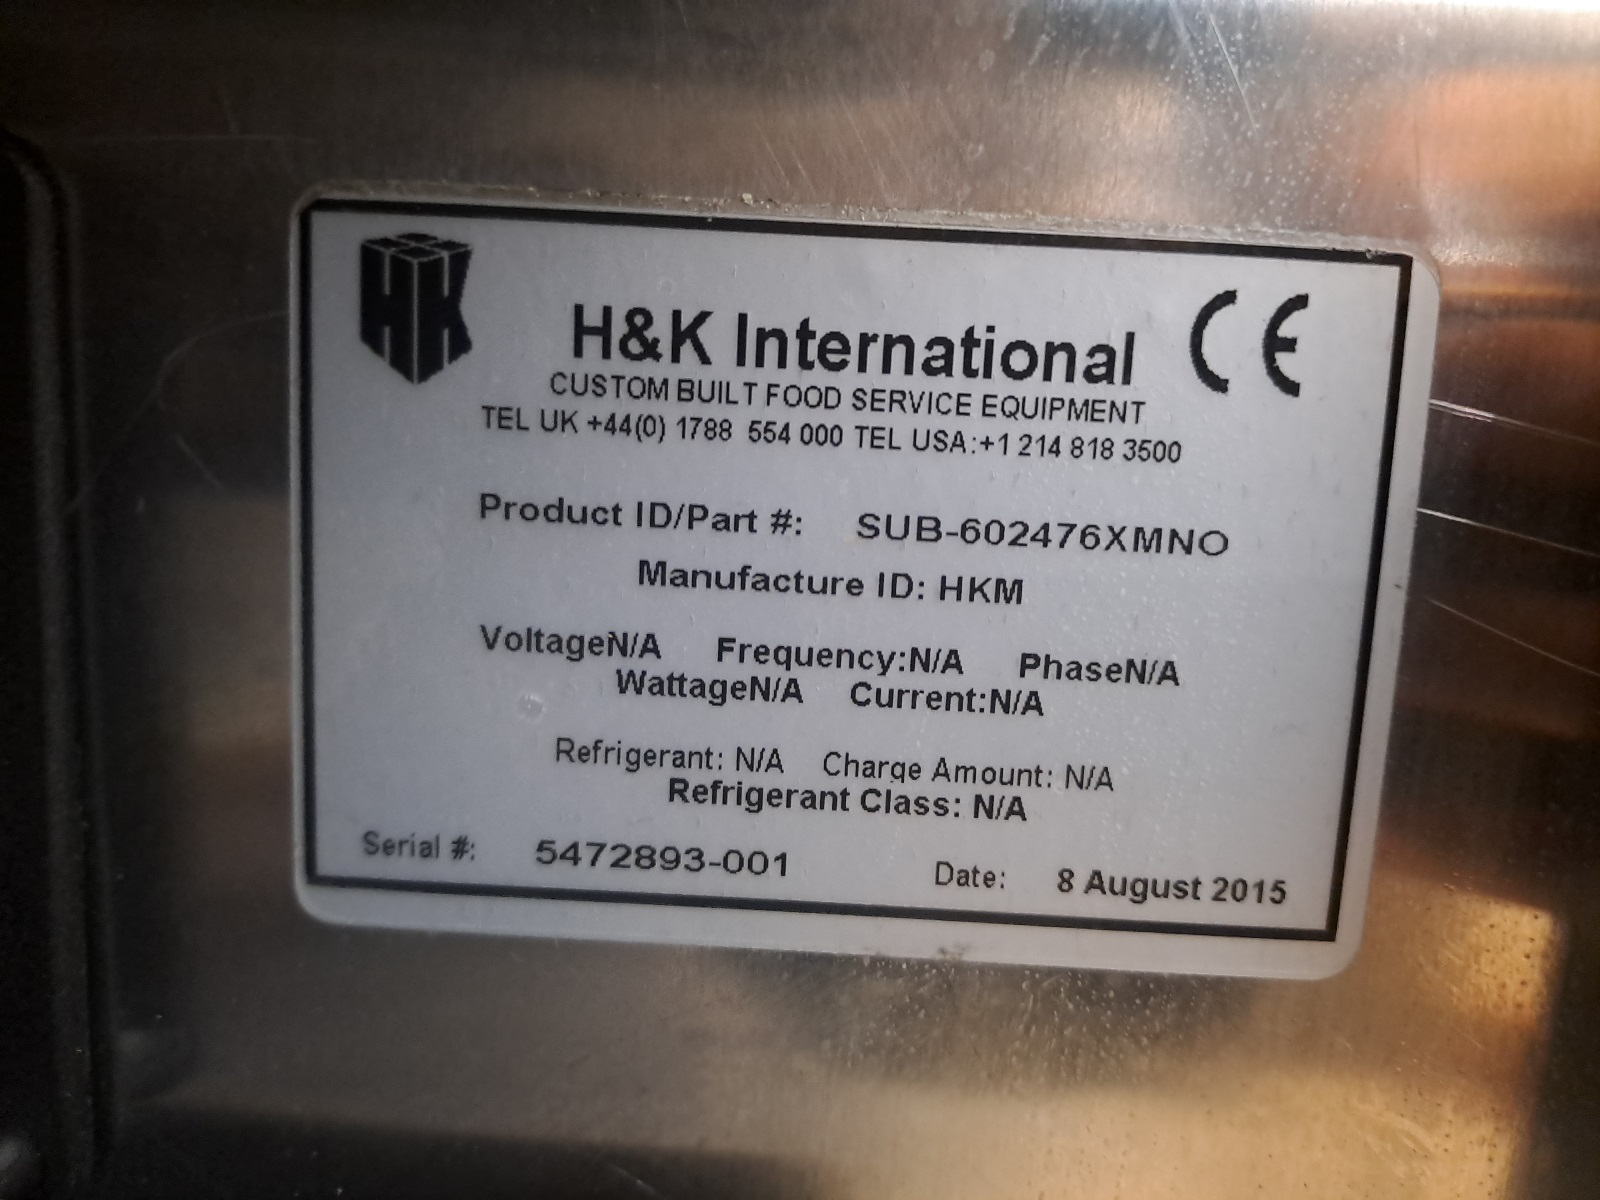 HK
H&K International
CE
CUSTOM BUILT FOOD SERVICE EQUIPMENT
TEL UK +44(0) 1788 554 000 TEL USA:+1 214 818 3500
Product ID/Part #: SUB-602476XMNO
Manufacture ID: HKM
VoltageN/A Frequency:N/A PhaseN/A
WattageN/A Current:N/A
Refrigerant: N/A Charge Amount: N/A
Refrigerant Class: N/A
Serial #: 5472893-001 Date: 8 August 2015